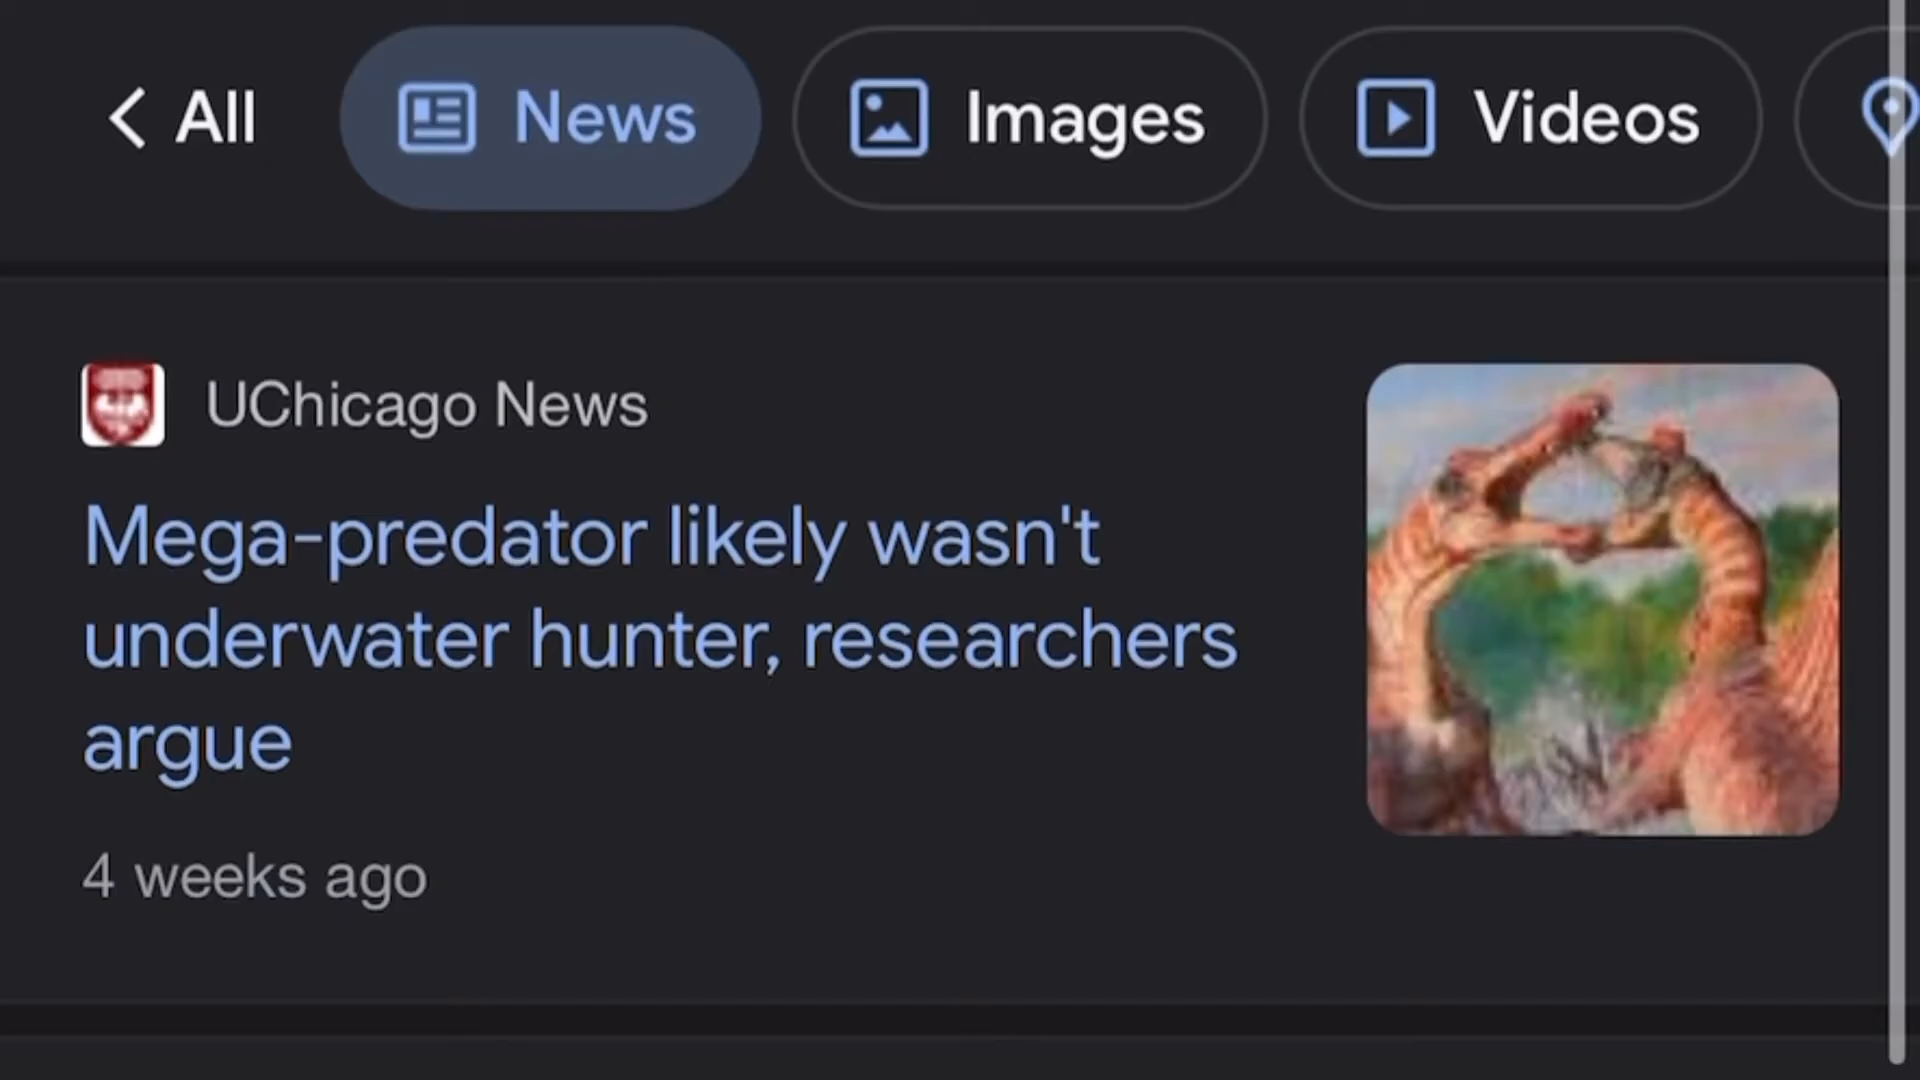 All News Images Videos
UChicago News
Mega-predator likely wasn't
underwater hunter, researchers
argue
4 weeks ago